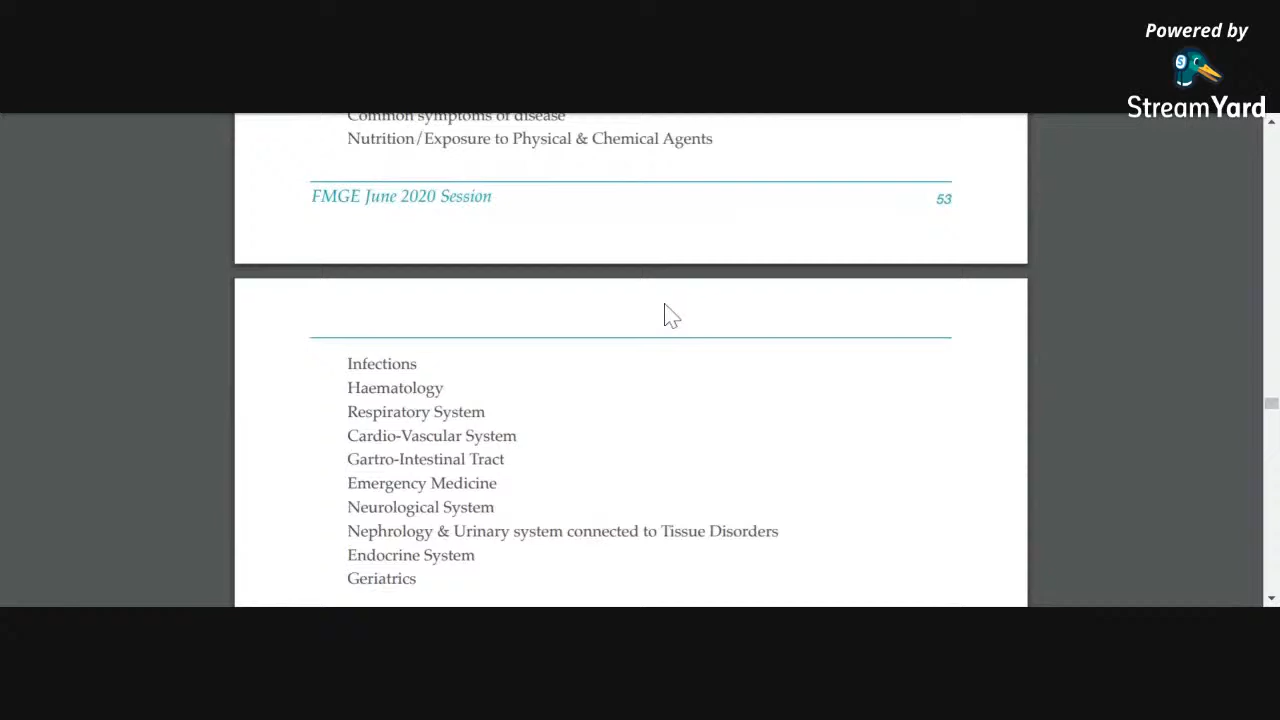 Powered by
StreamYard
Common symptoms of disease
Nutrition/Exposure to Physical & Chemical Agents
FMGE June 2020 Session 53
Infections
Haematology
Respiratory System
Cardio-Vascular System
Gartro-Intestinal Tract
Emergency Medicine
Neurological System
Nephrology & Urinary system connected to Tissue Disorders
Endocrine System
Geriatrics